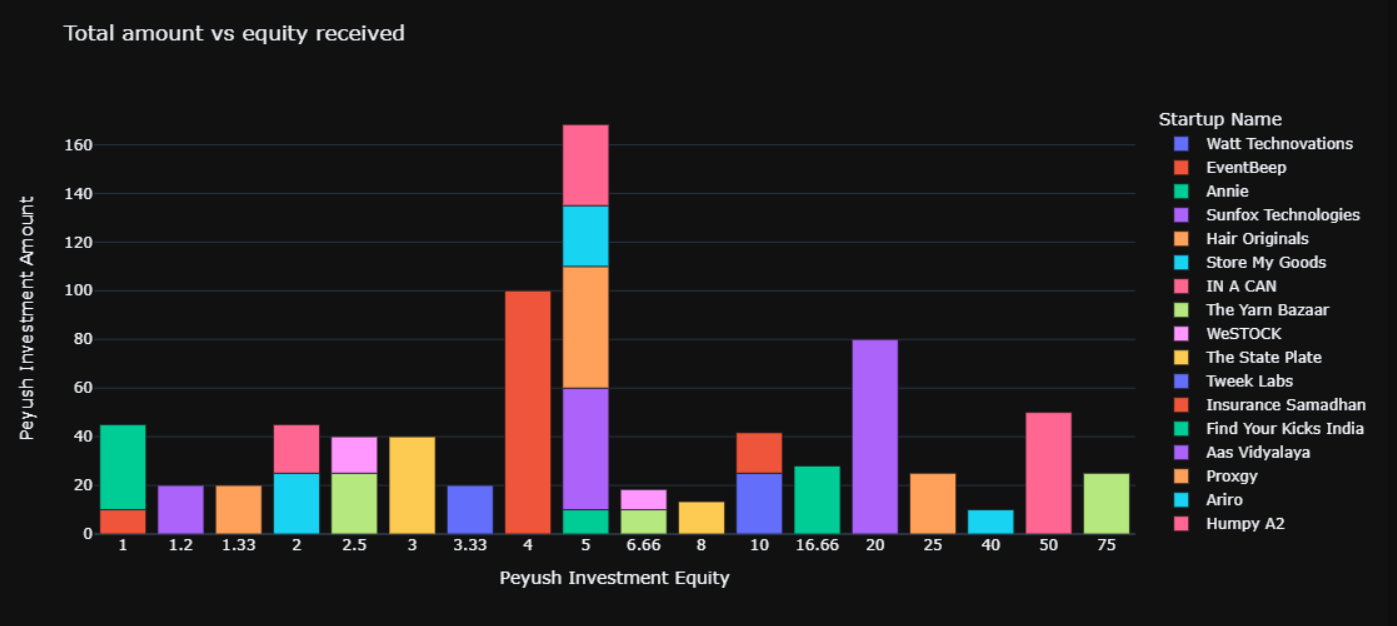 Total amount vs equity received
Peyush Investment Amount
160
140
120
100
80
60
40
20
0
1 1.2 1.33 2 2.5 3 3.33 4 5 6.66 8 10 16.66 20 25 40 50 75
Peyush Investment Equity
Startup Name
Watt Technovations
EventBeep
Annie
Sunfox Technologies
Hair Originals
Store My Goods
IN A CAN
The Yarn Bazaar
WeSTOCK
The State Plate
Tweek Labs
Insurance Samadhan
Find Your Kicks India
Aas Vidyalaya
Proxgy
Ariro
Humpy A2